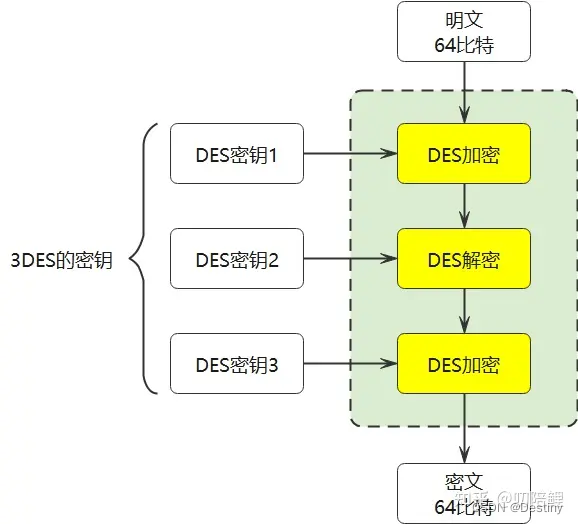 明文
64比特
DES密钥1
DES加密
3DES的密钥
DES密钥2
DES解密
DES密钥3
DES加密
密文
64比特
知乎 @叨陪鲤
CSDN @Destiny